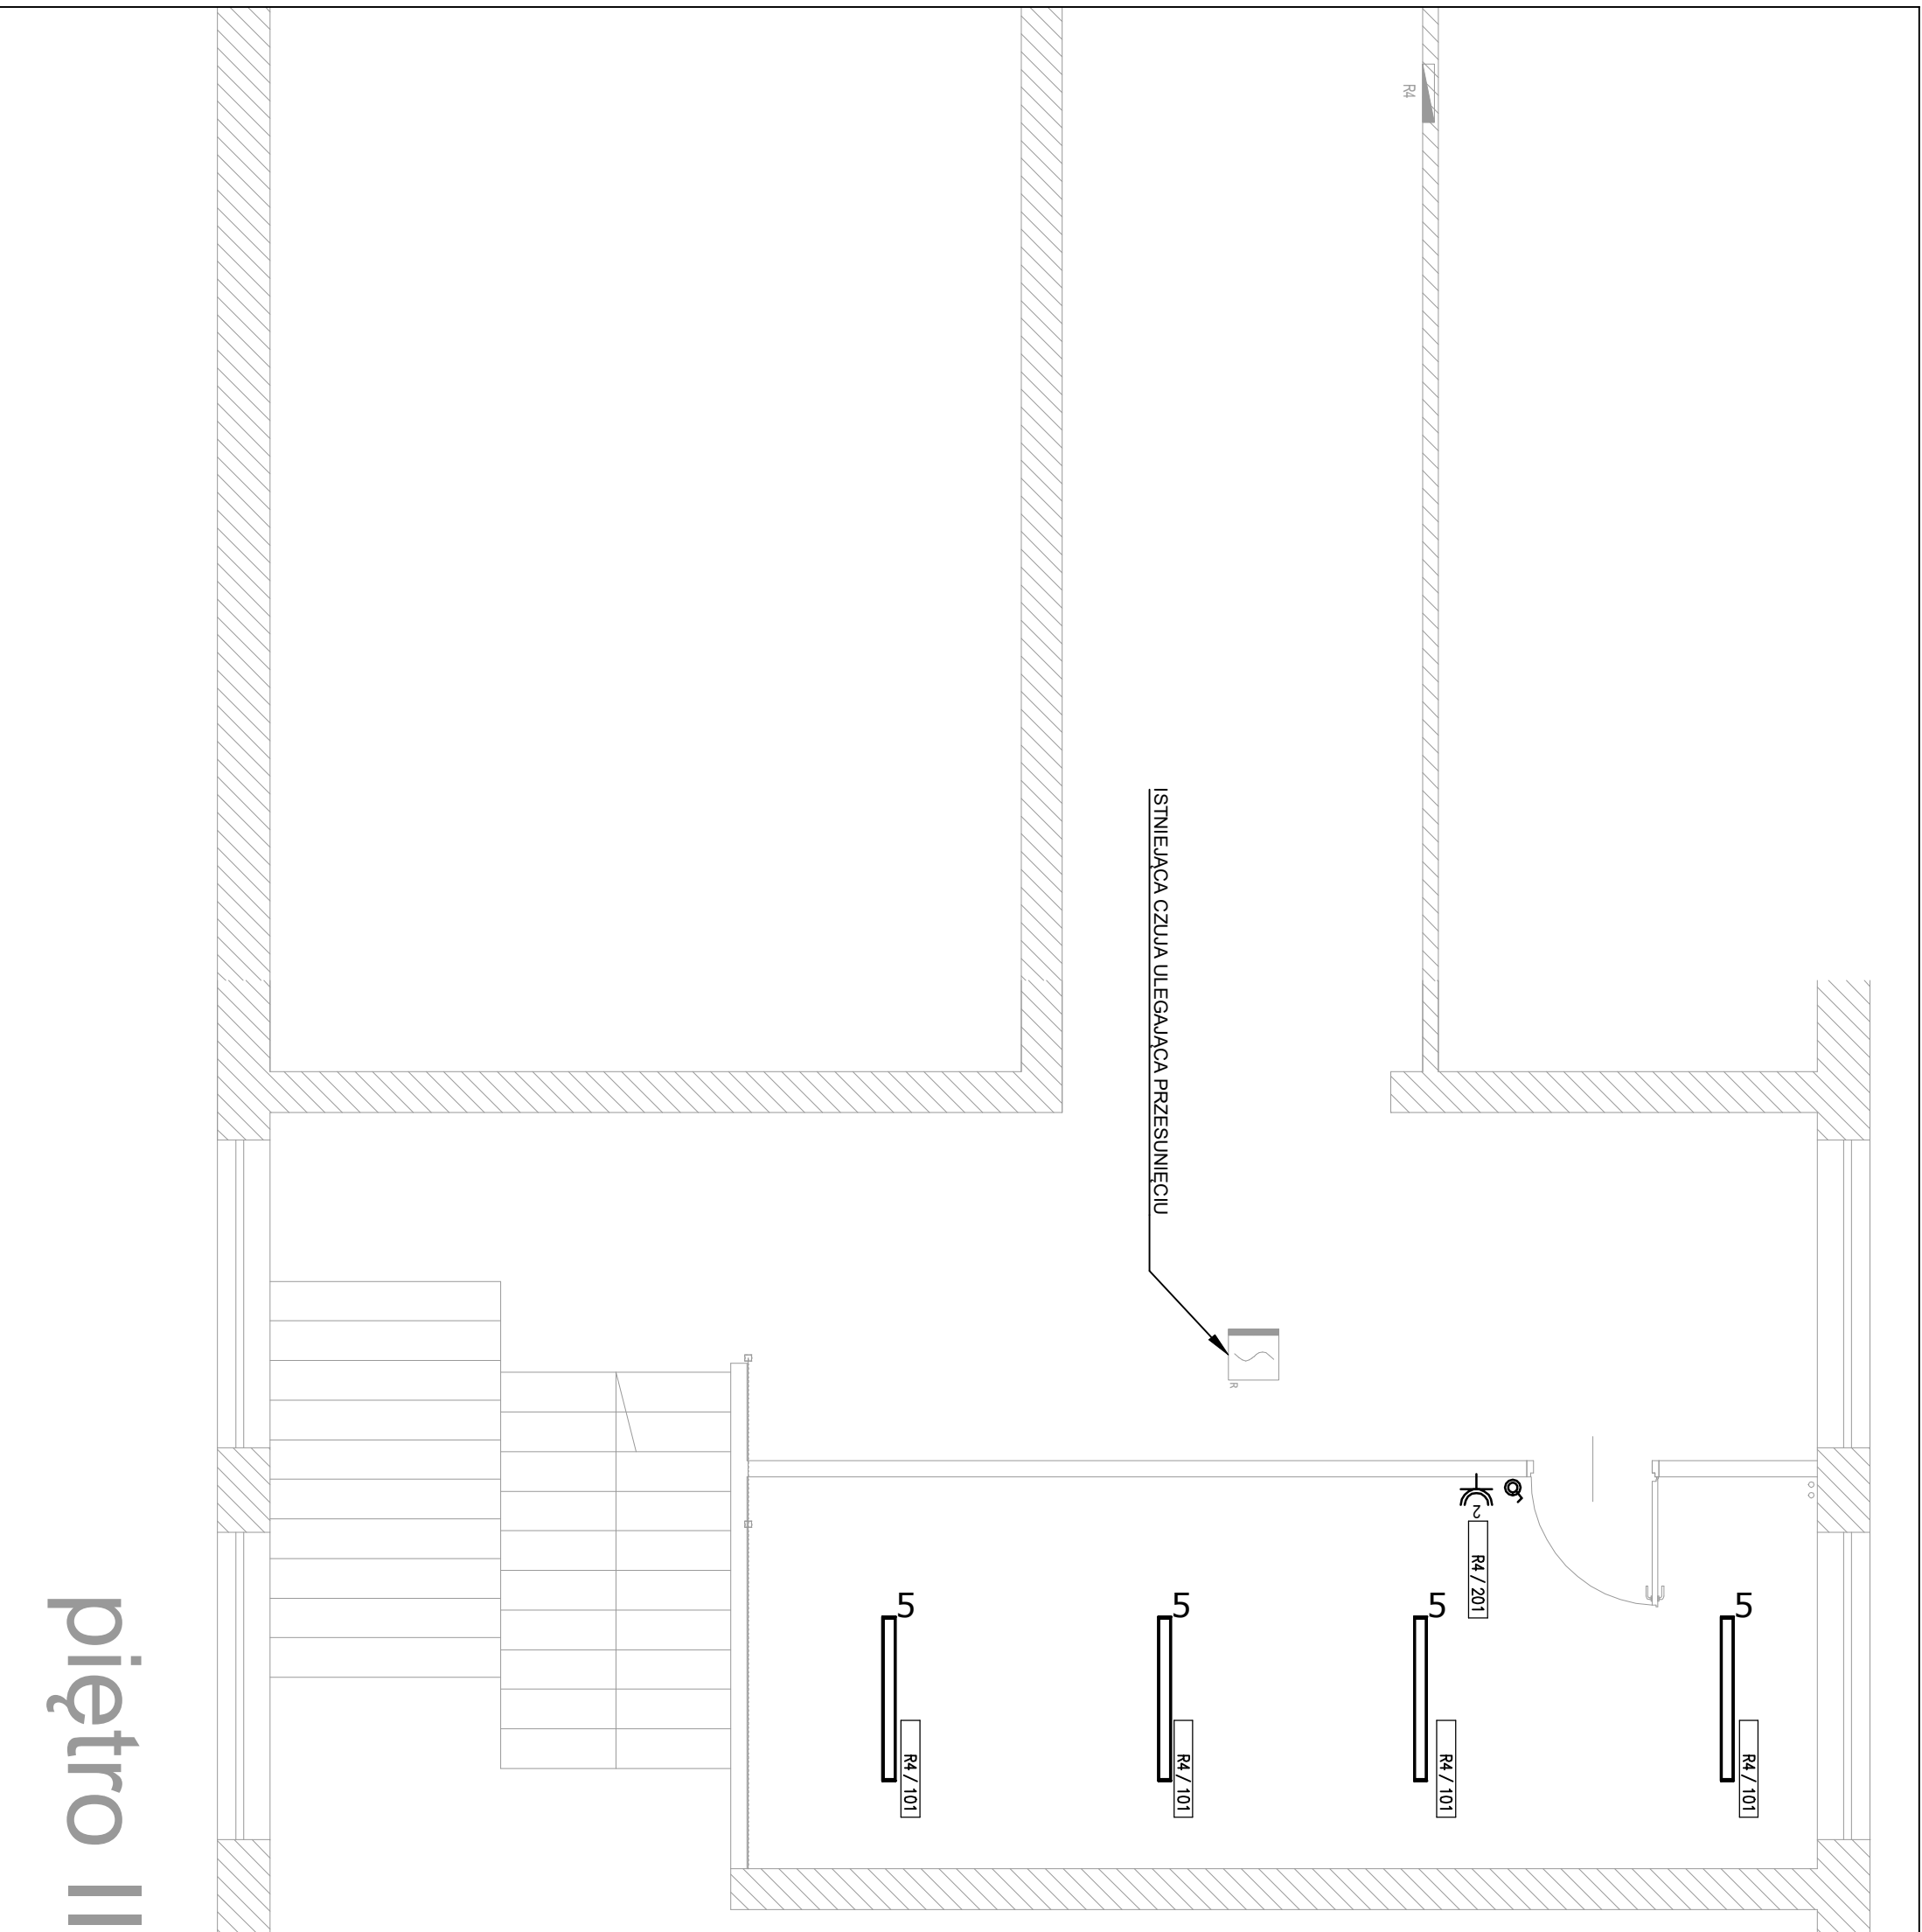 R4
ISTNIEJĄCA CZUJA ULEGAJĄCA PRZESUNIĘCIU
R
2
R4 / 201
5
R4 / 101
5
R4 / 101
5
R4 / 101
5
R4 / 101
piętro II